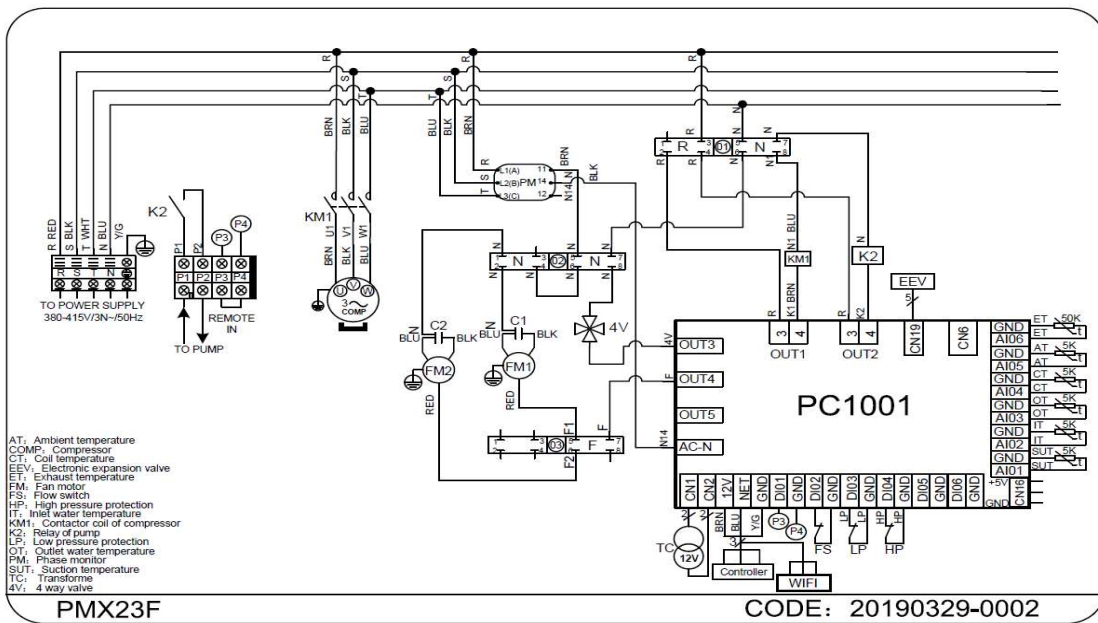 R
S
T
R
S
T
N
R
N
N
BRN
BLK
BLU
BLU
BLK
BRN
1
2
R
3
4
01
5
6
N
7
8
N
N1
R
R
R RED
S BLK
T WHT
N BLU
Y/G
K2
P1
P2
P3
P4
KM1
U1
V1
W1
BRN
BLK
BLU
R
S
T
L1(A)
L2(B)
L3(C)
PM
11
14
12
BRN
N
BLK
N14
N1 BLU
KM1
K1 BRN
N
K2
K2
R
R
R S T N
P1 P2 P3 P4
TO POWER SUPPLY
380-415V/3N~/50Hz
REMOTE
IN
TO PUMP
U V W
3~
COMP
N
N
1
2
N
3
4
02
5
6
N
7
8
N
N
N
N
4V
EEV
5
C2
N
BLU
BLK
FM2
C1
N
BLU
BLK
FM1
RED
RED
F1
F2
F
1
2
3
4
03
5
6
F
7
8
4V
F
N14
OUT3
OUT4
OUT5
AC-N
3 4
OUT1
3 4
OUT2
CN19
CN6
PC1001
GND
AI06
GND
AI05
GND
AI04
GND
AI03
GND
AI02
GND
AI01
+5V
GND
CN16
ET 50K
ET t
AT 5K
AT t
CT 5K
CT t
OT 5K
OT t
IT 5K
IT t
SUT 5K
SUT t
CN1 CN2 12V NET GND DI01 GND DI02 GND DI03 GND DI04 GND DI05 GND DI06 GND
2
2
BRN
BLU
Y/G
P3
P4
LP
LP
HP
HP
TC
12V
3
FS
LP
HP
Controller
WIFI
AT: Ambient temperature
COMP: Compressor
CT: Coil temperature
EEV: Electronic expansion valve
ET: Exhaust temperature
FM: Fan motor
FS: Flow switch
HP: High pressure protection
IT: Inlet water temperature
KM1: Contactor coil of compressor
K2: Relay of pump
LP: Low pressure protection
OT: Outlet water temperature
PM: Phase monitor
SUT: Suction temperature
TC: Transforme
4V: 4 way valve
PMX23F
CODE: 20190329-0002